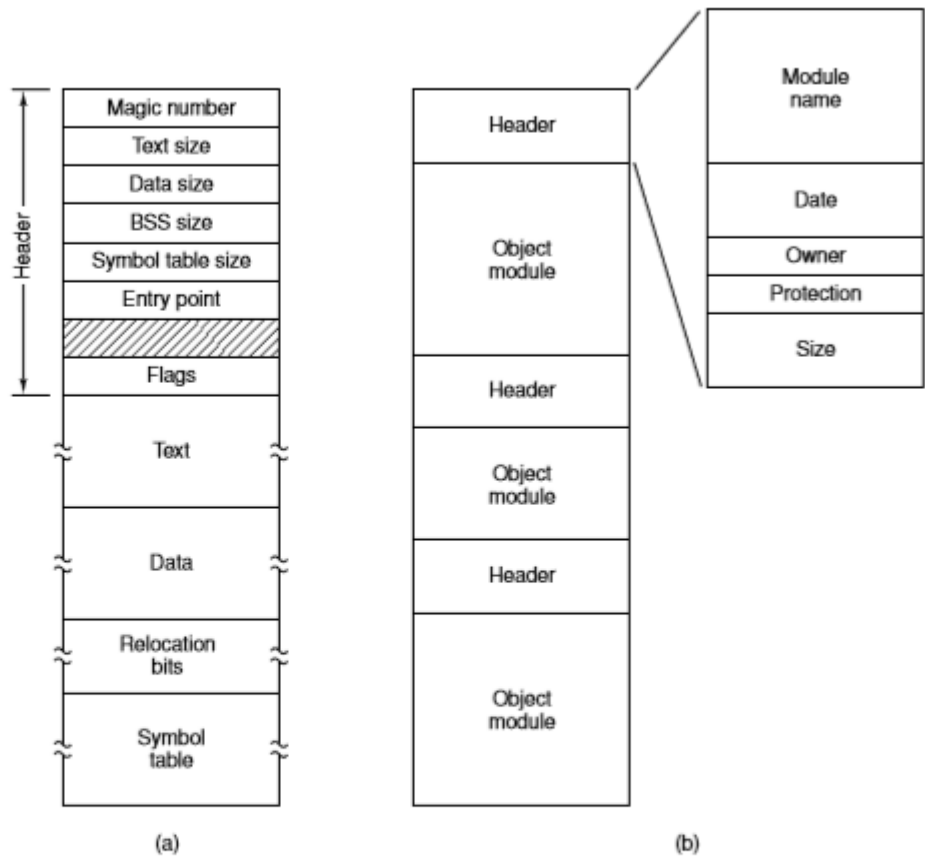 Header
Magic number
Text size
Data size
BSS size
Symbol table size
Entry point
Flags
Text
Data
Relocation
bits
Symbol
table
(a)
Header
Object
module
Header
Object
module
Header
Object
module
Module
name
Date
Owner
Protection
Size
(b)